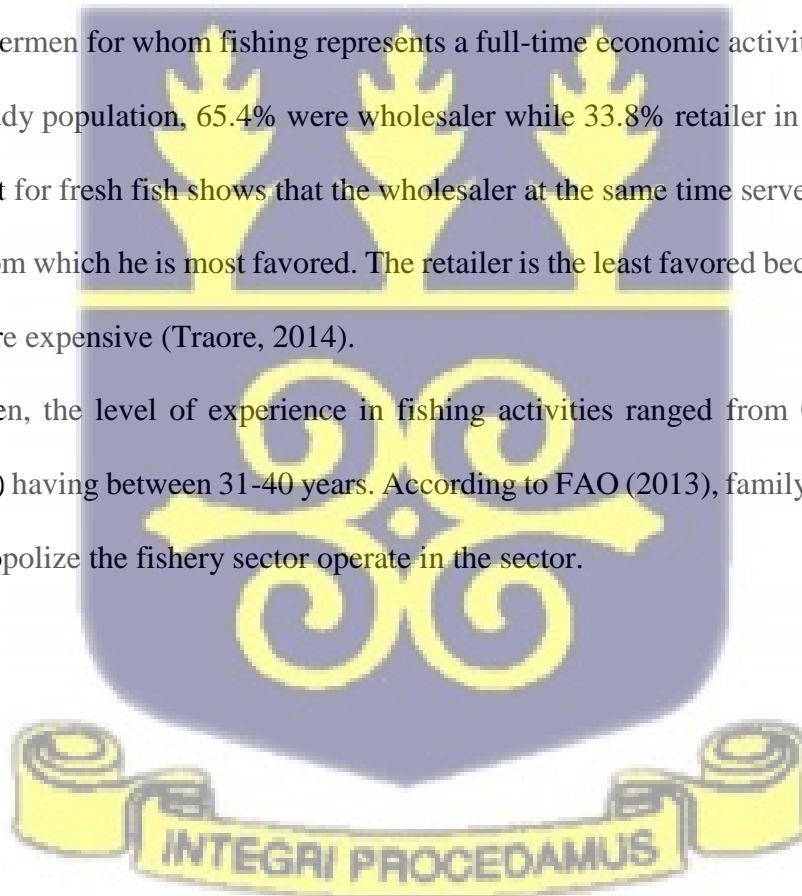 ermen for whom fishing represents a full-time economic activit
dy population, 65.4% were wholesaler while 33.8% retailer in
t for fresh fish shows that the wholesaler at the same time serve
om which he is most favored. The retailer is the least favored bec
re expensive (Traore, 2014).
en, the level of experience in fishing activities ranged from
) having between 31-40 years. According to FAO (2013), family
opolize the fishery sector operate in the sector.
INTEGRI PROCEDAMUS